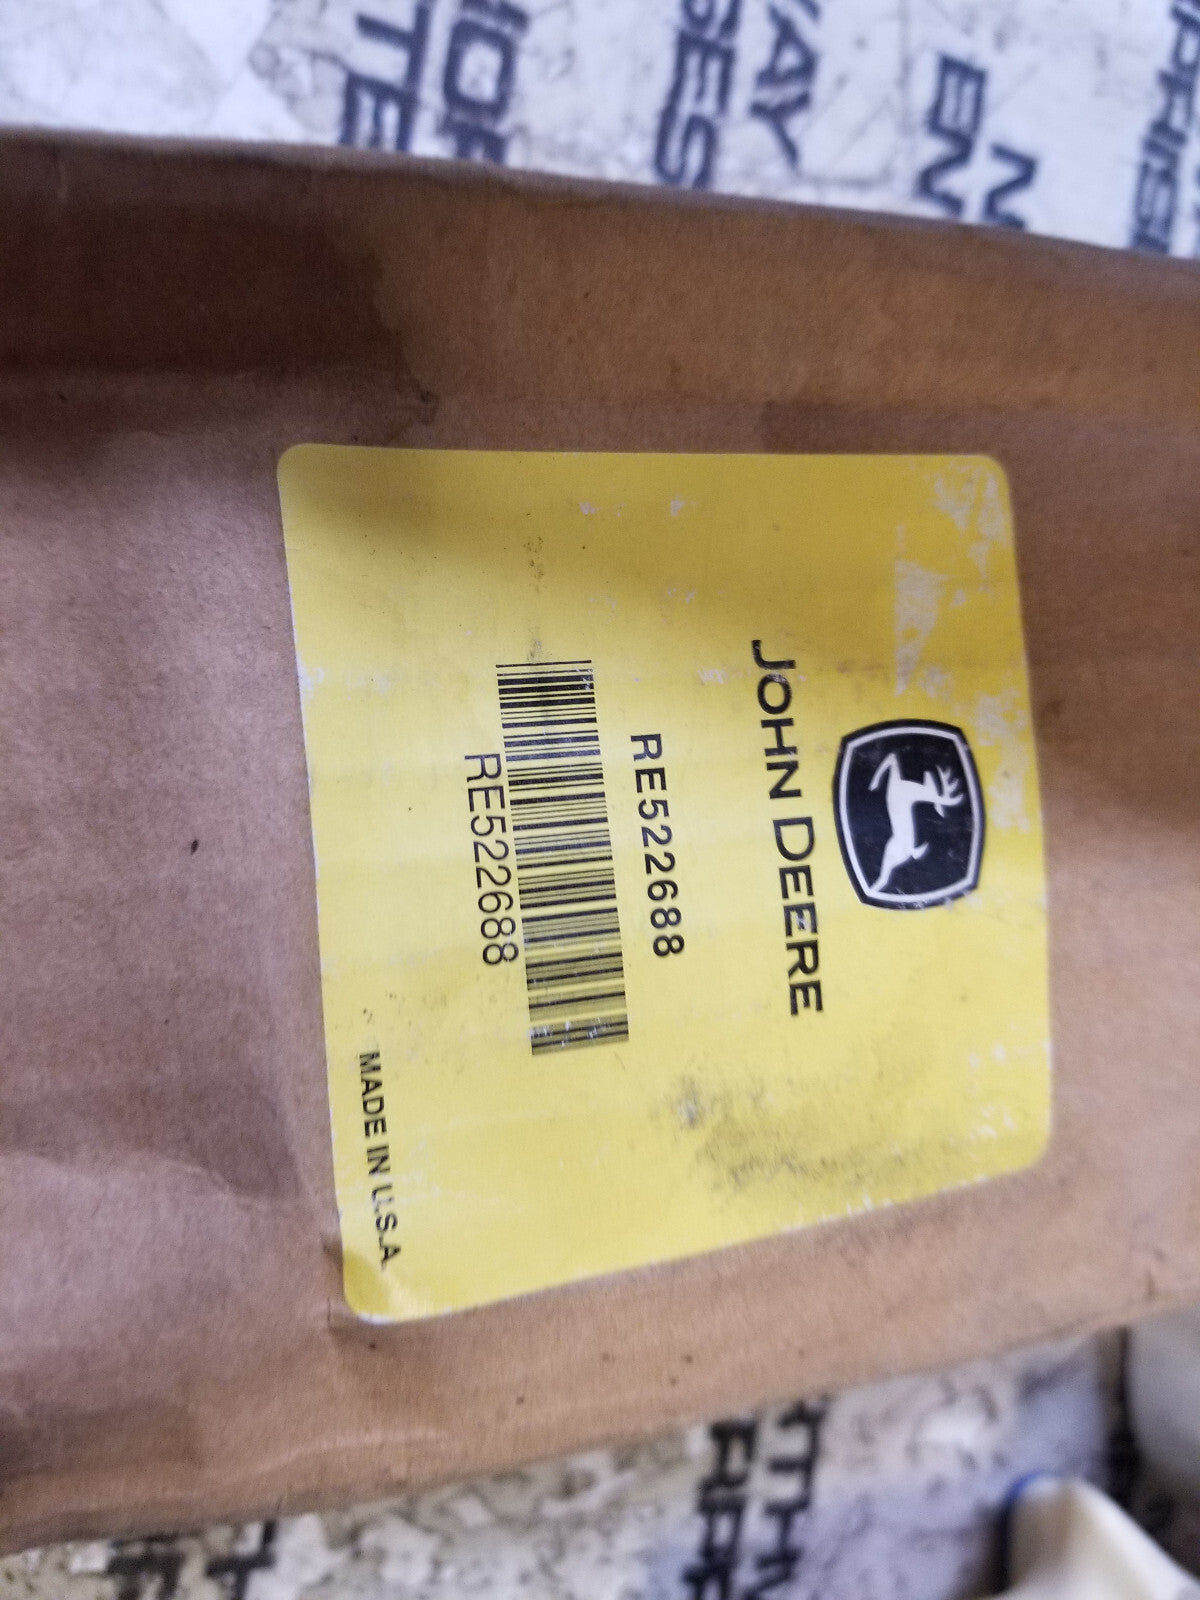 JOHN DEERE
RE522688
RE522688
MADE IN U.S.A.